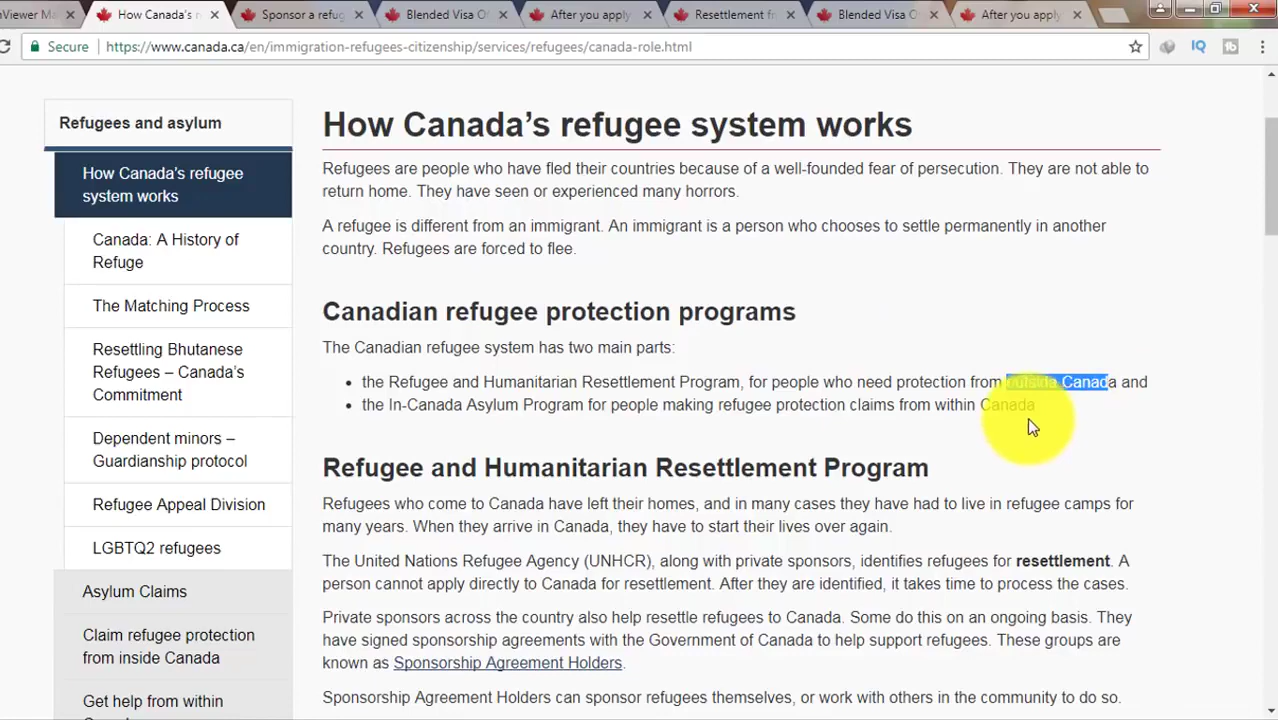 nViewer Ma
How Canada's r
Sponsor a refug
Blended Visa O
After you apply
Resettlement fr
Blended Visa O
After you apply
Secure https://www.canada.ca/en/immigration-refugees-citizenship/services/refugees/canada-role.html
IQ
Refugees and asylum
How Canada's refugee
system works
Canada: A History of
Refuge
The Matching Process
Resettling Bhutanese
Refugees – Canada's
Commitment
Dependent minors –
Guardianship protocol
Refugee Appeal Division
LGBTQ2 refugees
Asylum Claims
Claim refugee protection
from inside Canada
Get help from within
How Canada's refugee system works
Refugees are people who have fled their countries because of a well-founded fear of persecution. They are not able to
return home. They have seen or experienced many horrors.
A refugee is different from an immigrant. An immigrant is a person who chooses to settle permanently in another
country. Refugees are forced to flee.
Canadian refugee protection programs
The Canadian refugee system has two main parts:
• the Refugee and Humanitarian Resettlement Program, for people who need protection from outside Canada and
• the In-Canada Asylum Program for people making refugee protection claims from within Canada
Refugee and Humanitarian Resettlement Program
Refugees who come to Canada have left their homes, and in many cases they have had to live in refugee camps for
many years. When they arrive in Canada, they have to start their lives over again.
The United Nations Refugee Agency (UNHCR), along with private sponsors, identifies refugees for resettlement. A
person cannot apply directly to Canada for resettlement. After they are identified, it takes time to process the cases.
Private sponsors across the country also help resettle refugees to Canada. Some do this on an ongoing basis. They
have signed sponsorship agreements with the Government of Canada to help support refugees. These groups are
known as Sponsorship Agreement Holders.
Sponsorship Agreement Holders can sponsor refugees themselves, or work with others in the community to do so.